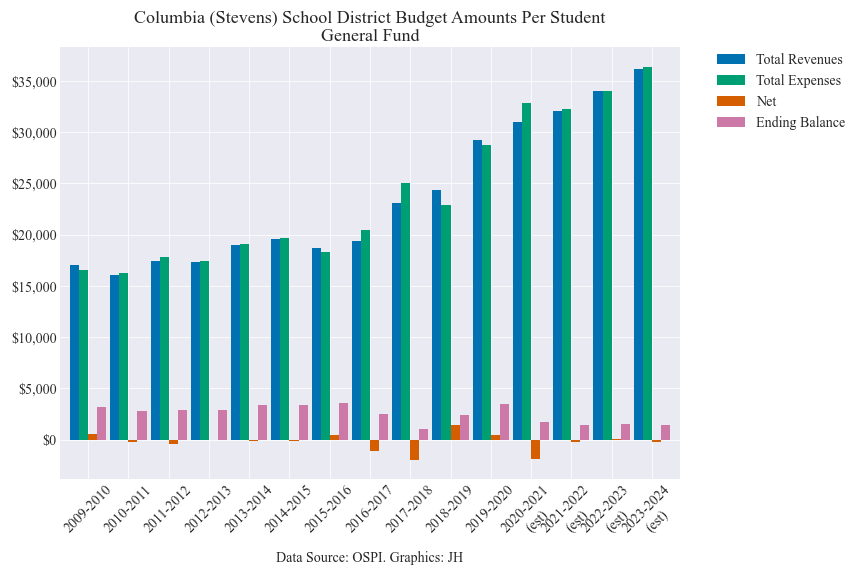 Columbia (Stevens) School District Budget Amounts Per Student
General Fund
Total Revenues
Total Expenses
Net
Ending Balance
$35,000
$30,000
$25,000
$20,000
$15,000
$10,000
$5,000
$0
2009-2010
2010-2011
2011-2012
2012-2013
2013-2014
2014-2015
2015-2016
2016-2017
2017-2018
2018-2019
2019-2020
2020-2021
(est)
2021-2022
(est)
2022-2023
(est)
2023-2024
(est)
Data Source: OSPI. Graphics: JH